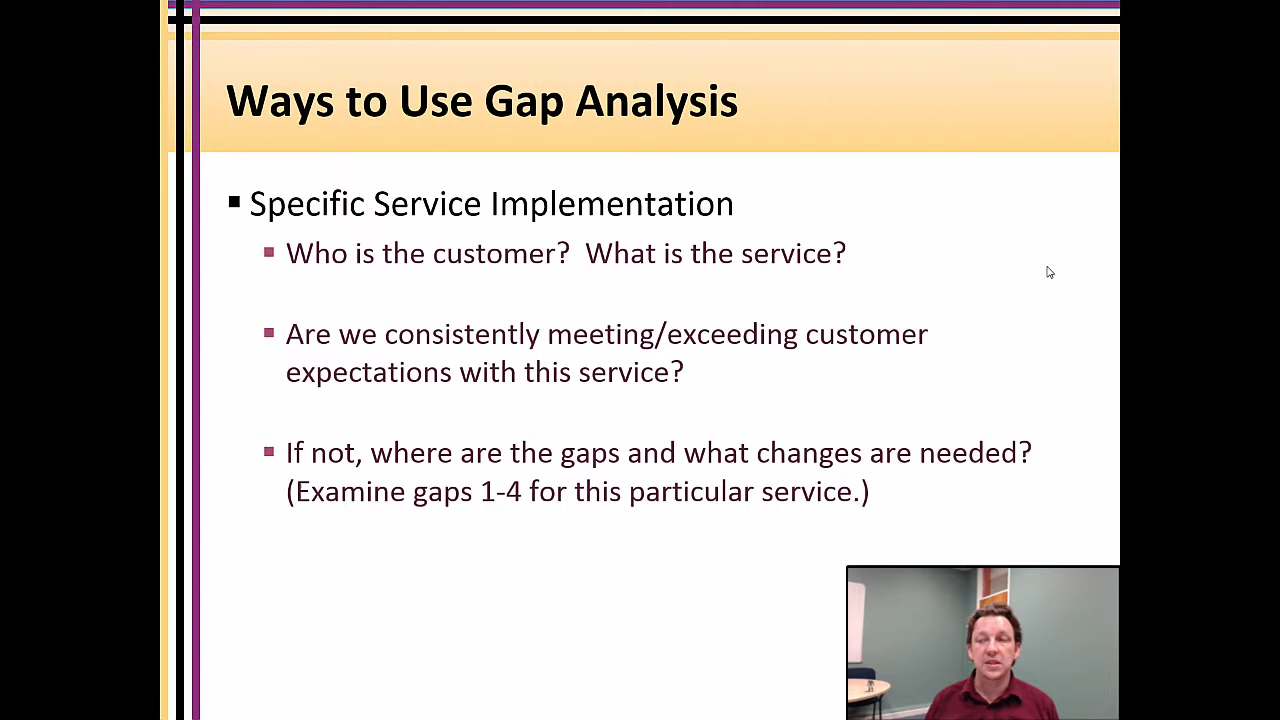 Ways to Use Gap Analysis
Specific Service Implementation
Who is the customer?  What is the service?
Are we consistently meeting/exceeding customer
expectations with this service?
If not, where are the gaps and what changes are needed?
(Examine gaps 1-4 for this particular service.)